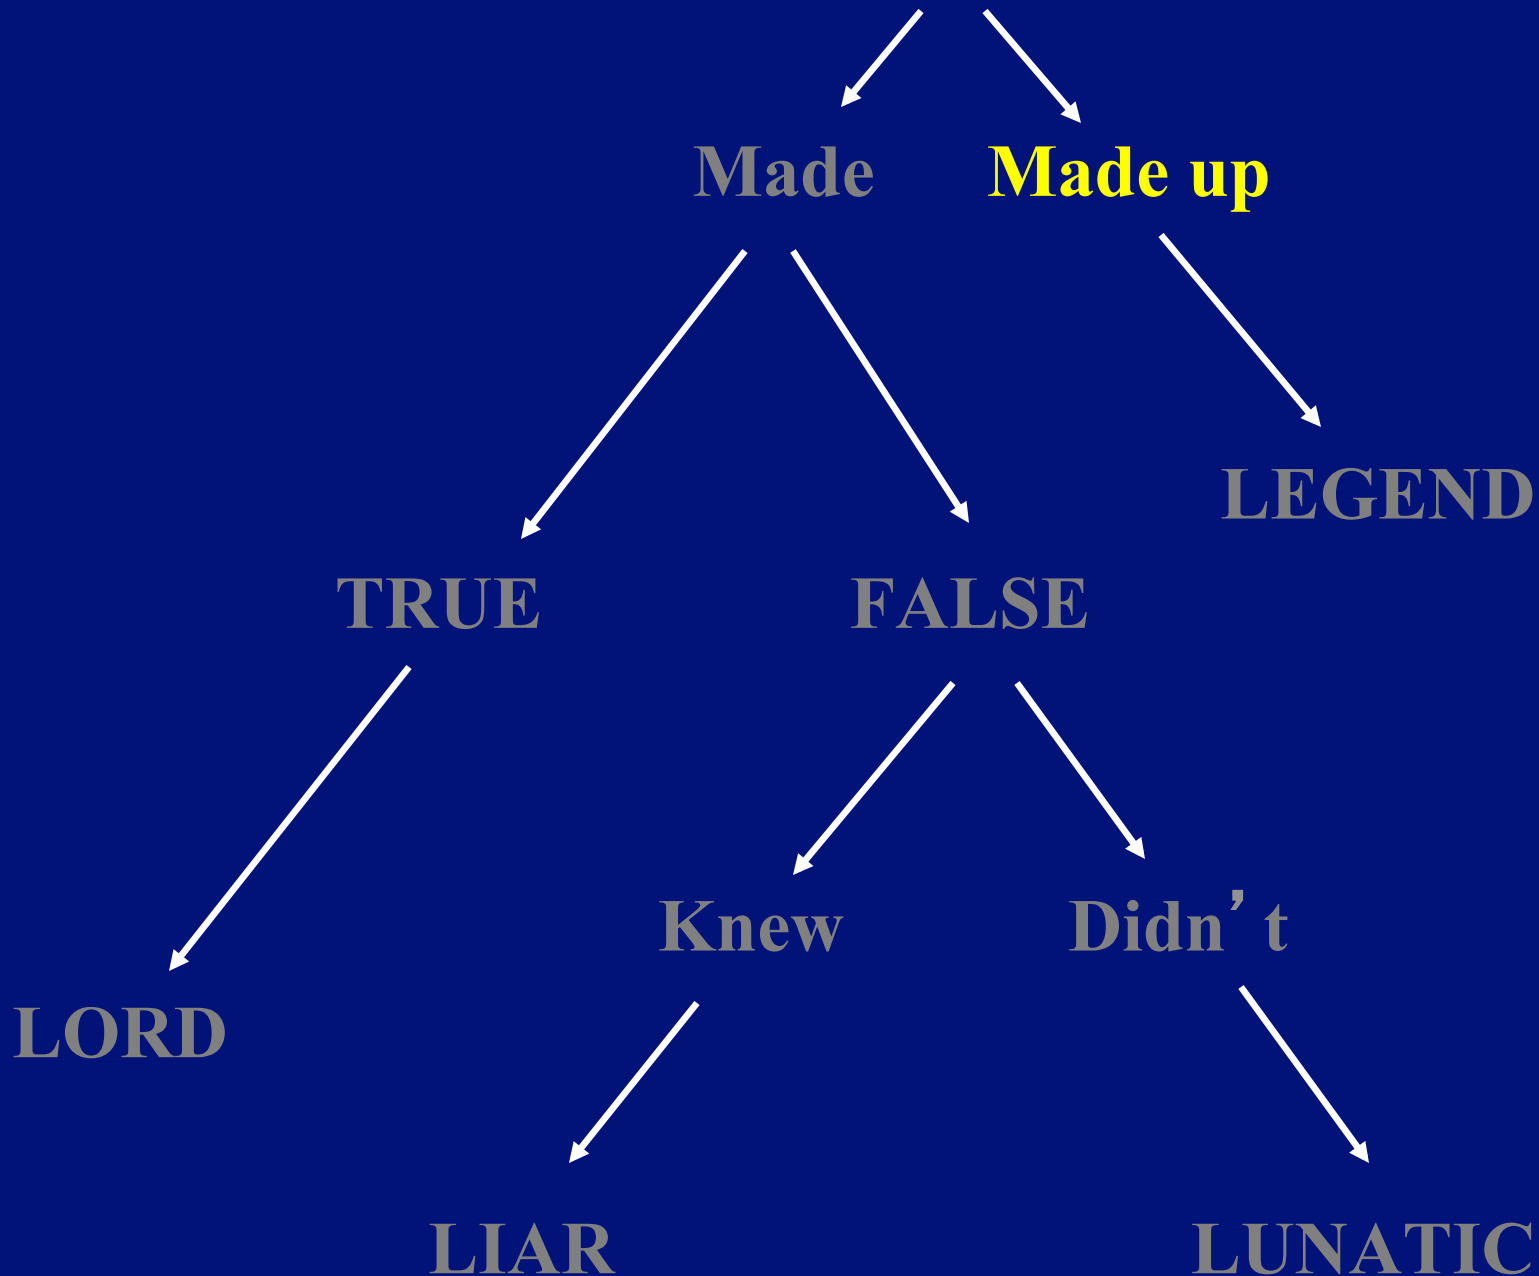 Made Made up
LEGEND
TRUE FALSE
Knew Didn’t
LORD
LIAR LUNATIC